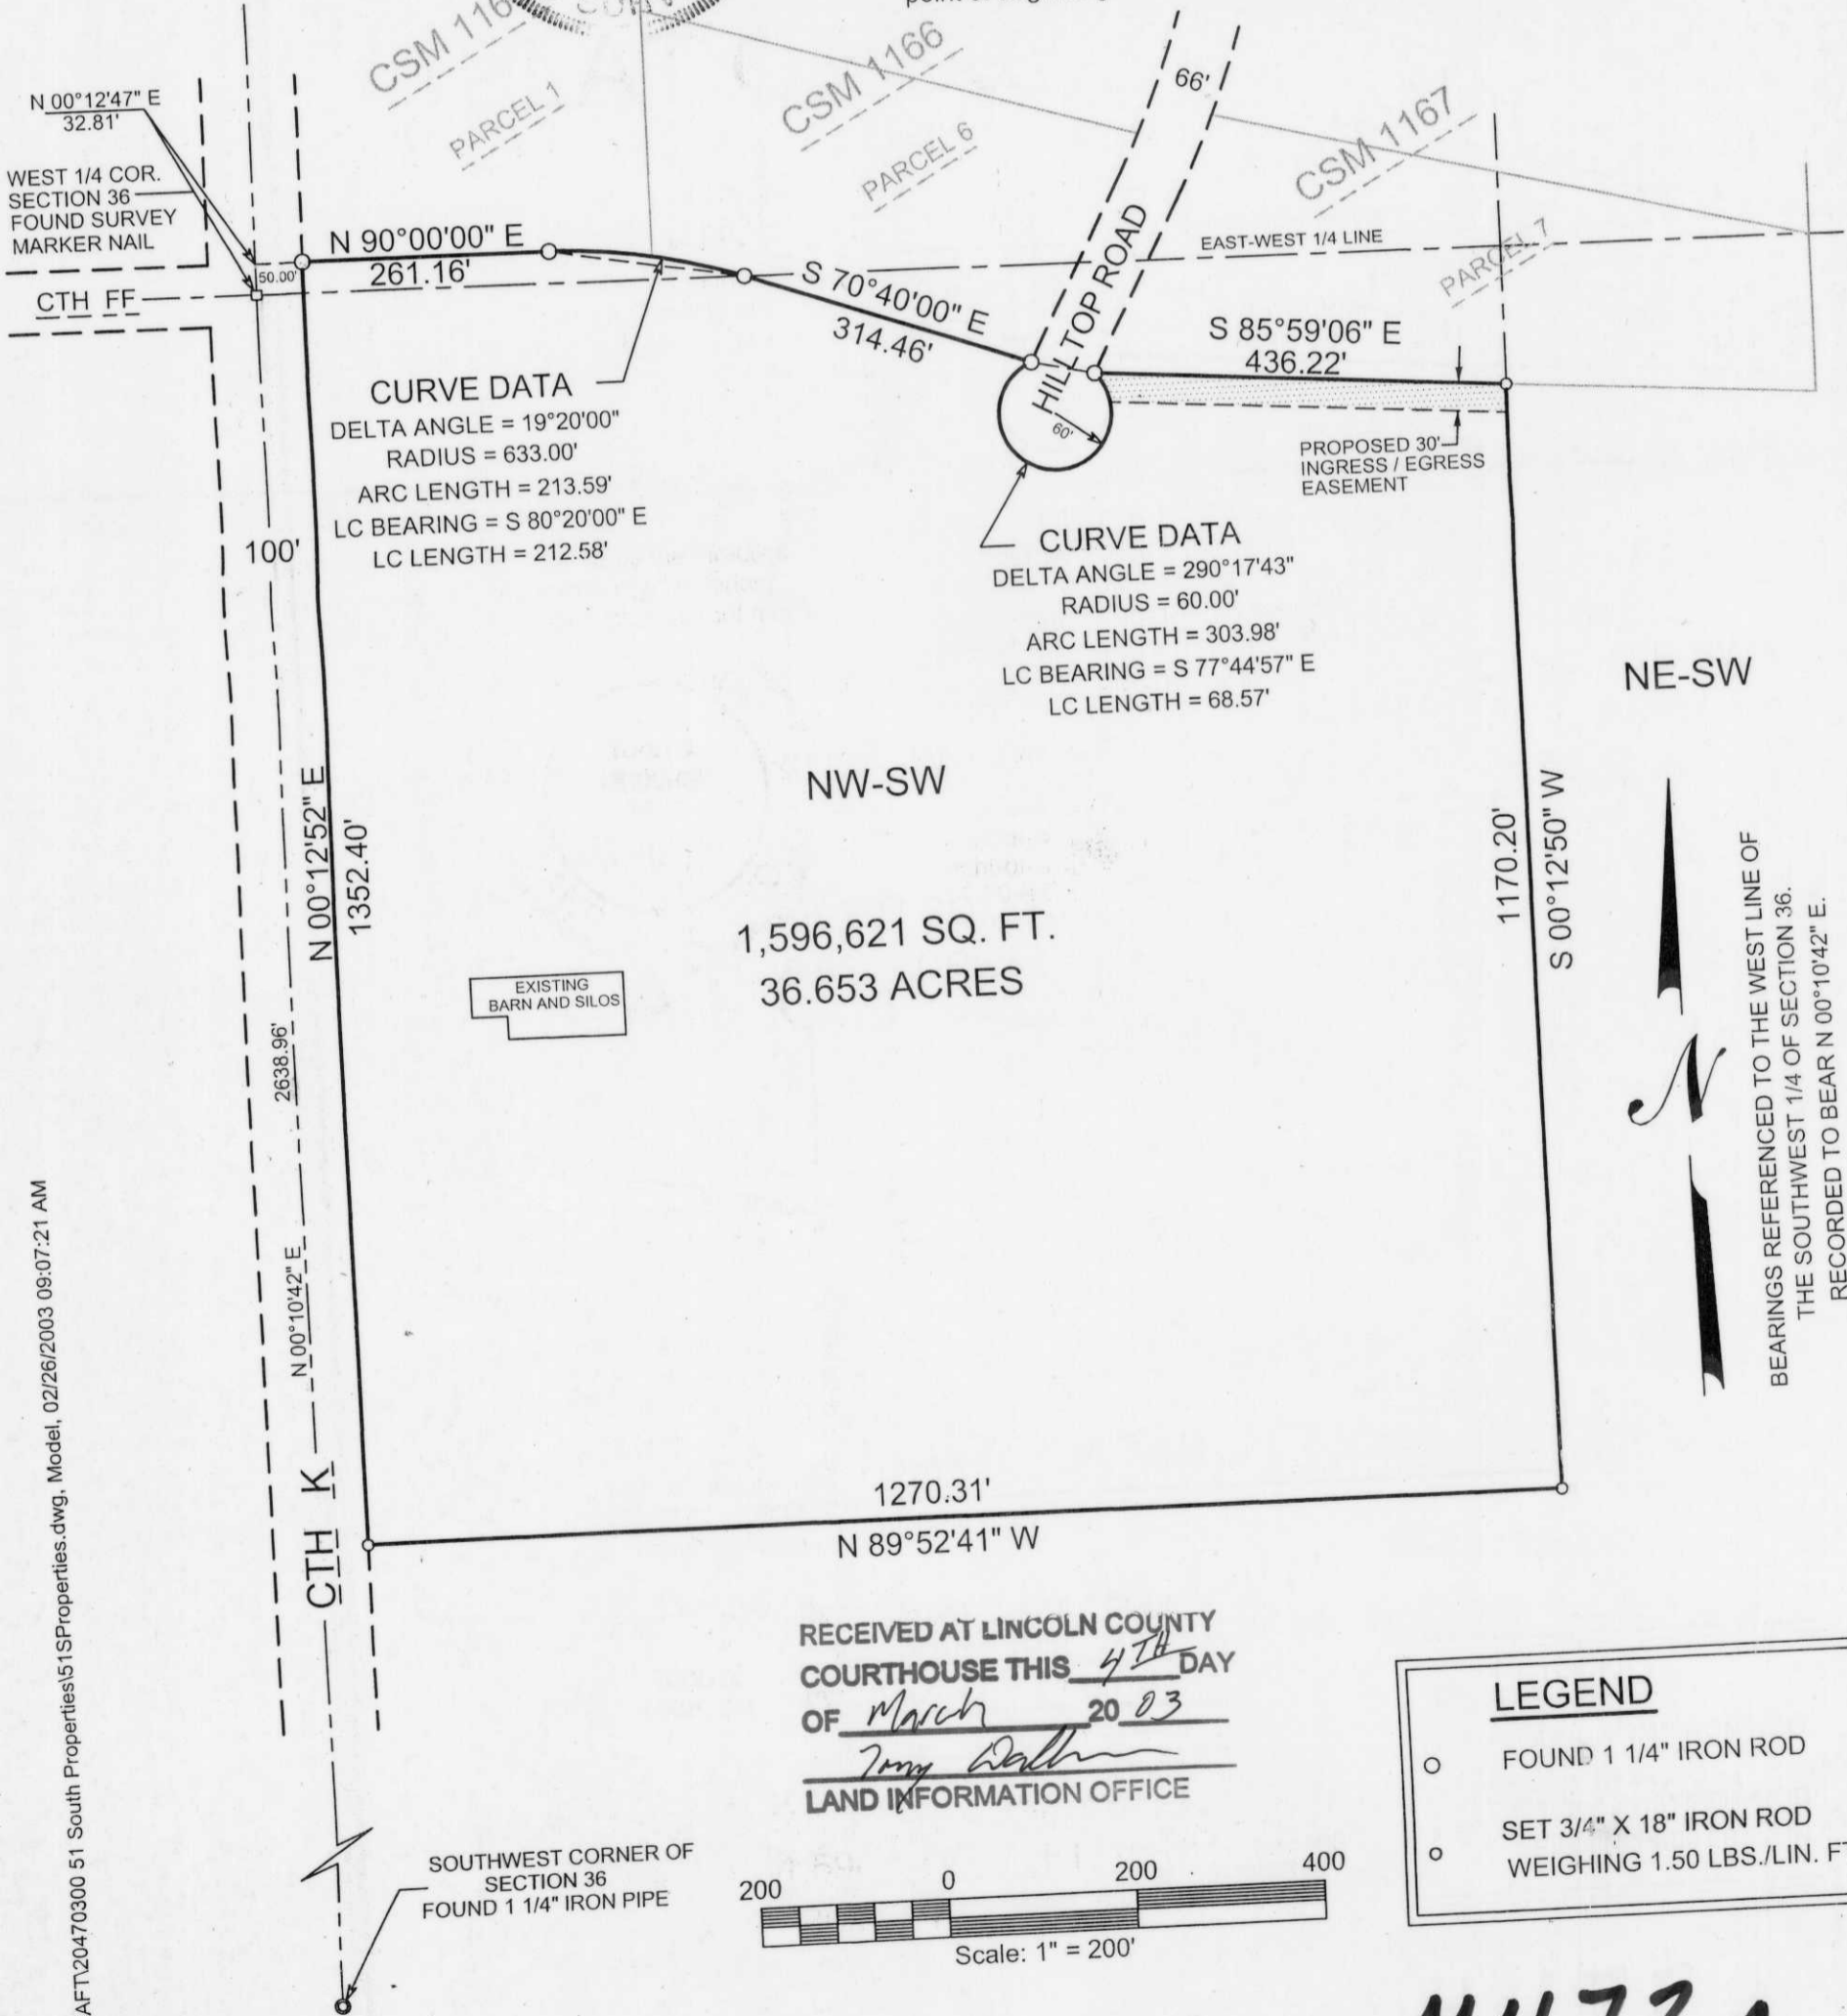 CSM 116
CSM 1166
CSM 1167
PARCEL 1
PARCEL 6
PARCEL 7
66'
N 00°12'47" E
32.81'
WEST 1/4 COR.
SECTION 36
FOUND SURVEY
MARKER NAIL
CTH FF
50.00'
N 90°00'00" E
261.16'
S 70°40'00" E
314.46'
HILLTOP ROAD
60'
EAST-WEST 1/4 LINE
S 85°59'06" E
436.22'
PROPOSED 30'
INGRESS / EGRESS
EASEMENT
CURVE DATA
DELTA ANGLE = 19°20'00"
RADIUS = 633.00'
ARC LENGTH = 213.59'
LC BEARING = S 80°20'00" E
LC LENGTH = 212.58'
CURVE DATA
DELTA ANGLE = 290°17'43"
RADIUS = 60.00'
ARC LENGTH = 303.98'
LC BEARING = S 77°44'57" E
LC LENGTH = 68.57'
100'
NE-SW
NW-SW
N 00°12'52" E
1352.40'
1,596,621 SQ. FT.
36.653 ACRES
EXISTING
BARN AND SILOS
1170.20'
S 00°12'50" W
2638.96'
N 00°10'42" E
CTH K
N
BEARINGS REFERENCED TO THE WEST LINE OF
THE SOUTHWEST 1/4 OF SECTION 36.
RECORDED TO BEAR N 00°10'42" E.
1270.31'
N 89°52'41" W
AFT\20470300 51 South Properties\51SProperties.dwg, Model, 02/26/2003 09:07:21 AM
RECEIVED AT LINCOLN COUNTY
COURTHOUSE THIS 4TH DAY
OF March 20 03
Tony
LAND INFORMATION OFFICE
LEGEND
FOUND 1 1/4" IRON ROD
SET 3/4" X 18" IRON ROD
WEIGHING 1.50 LBS./LIN. FT
SOUTHWEST CORNER OF
SECTION 36
FOUND 1 1/4" IRON PIPE
200 0 200 400
Scale: 1" = 200'